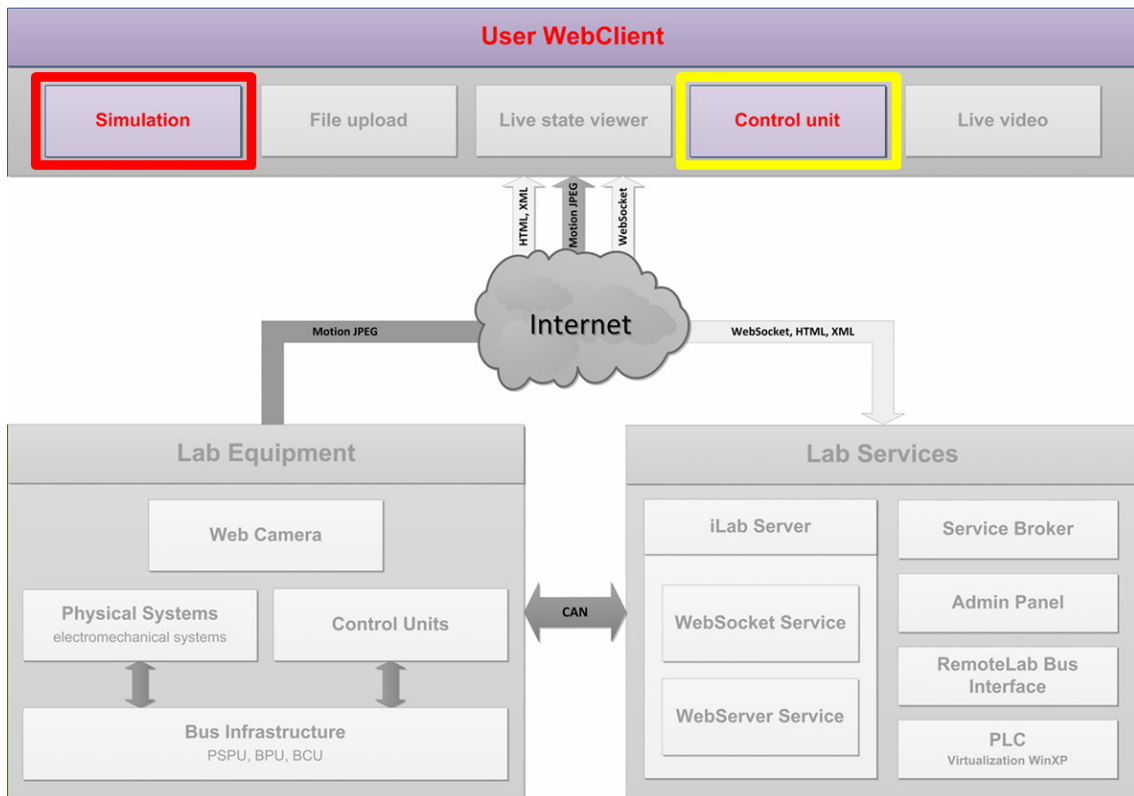 User WebClient
Simulation
File upload
Live state viewer
Control unit
Live video
HTML, XML
Motion JPEG
WebSocket
Internet
Motion JPEG
WebSocket, HTML, XML
Lab Equipment
Web Camera
Physical Systems
electromechanical systems
Control Units
Bus Infrastructure
PSPU, BPU, BCU
CAN
Lab Services
iLab Server
WebSocket Service
WebServer Service
Service Broker
Admin Panel
RemoteLab Bus
Interface
PLC
Virtualization WinXP